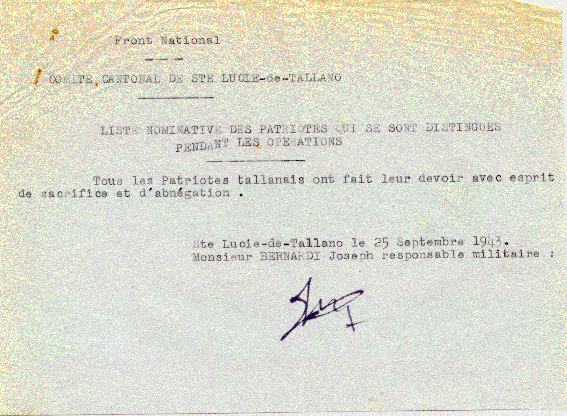 Front National
COMITE CANTONAL DE STE LUCIE-de-TALLANO
LISTE NOMINATIVE DES PATRIOTES QUI SE SONT DISTINGUES
PENDANT LES OPERATIONS
Tous les Patriotes tallanais ont fait leur devoir avec esprit
de sacrifice et d'abnégation .
Ste Lucie-de-Tallano le 25 Septembre 1943.
Monsieur BERNARDI Joseph responsable militaire :